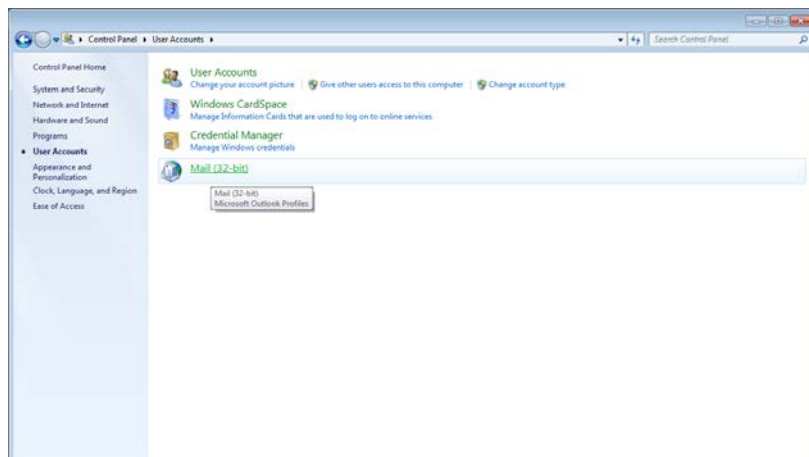 Control Panel ▸ User Accounts ▸
Search Control Panel
Control Panel Home
System and Security
Network and Internet
Hardware and Sound
Programs
User Accounts
Appearance and
Personalization
Clock, Language, and Region
Ease of Access
User Accounts
Change your account picture | Give other users access to this computer | Change account type
Windows CardSpace
Manage Information Cards that are used to log on to online services
Credential Manager
Manage Windows credentials
Mail (32-bit)
Mail (32-bit)
Microsoft Outlook Profiles